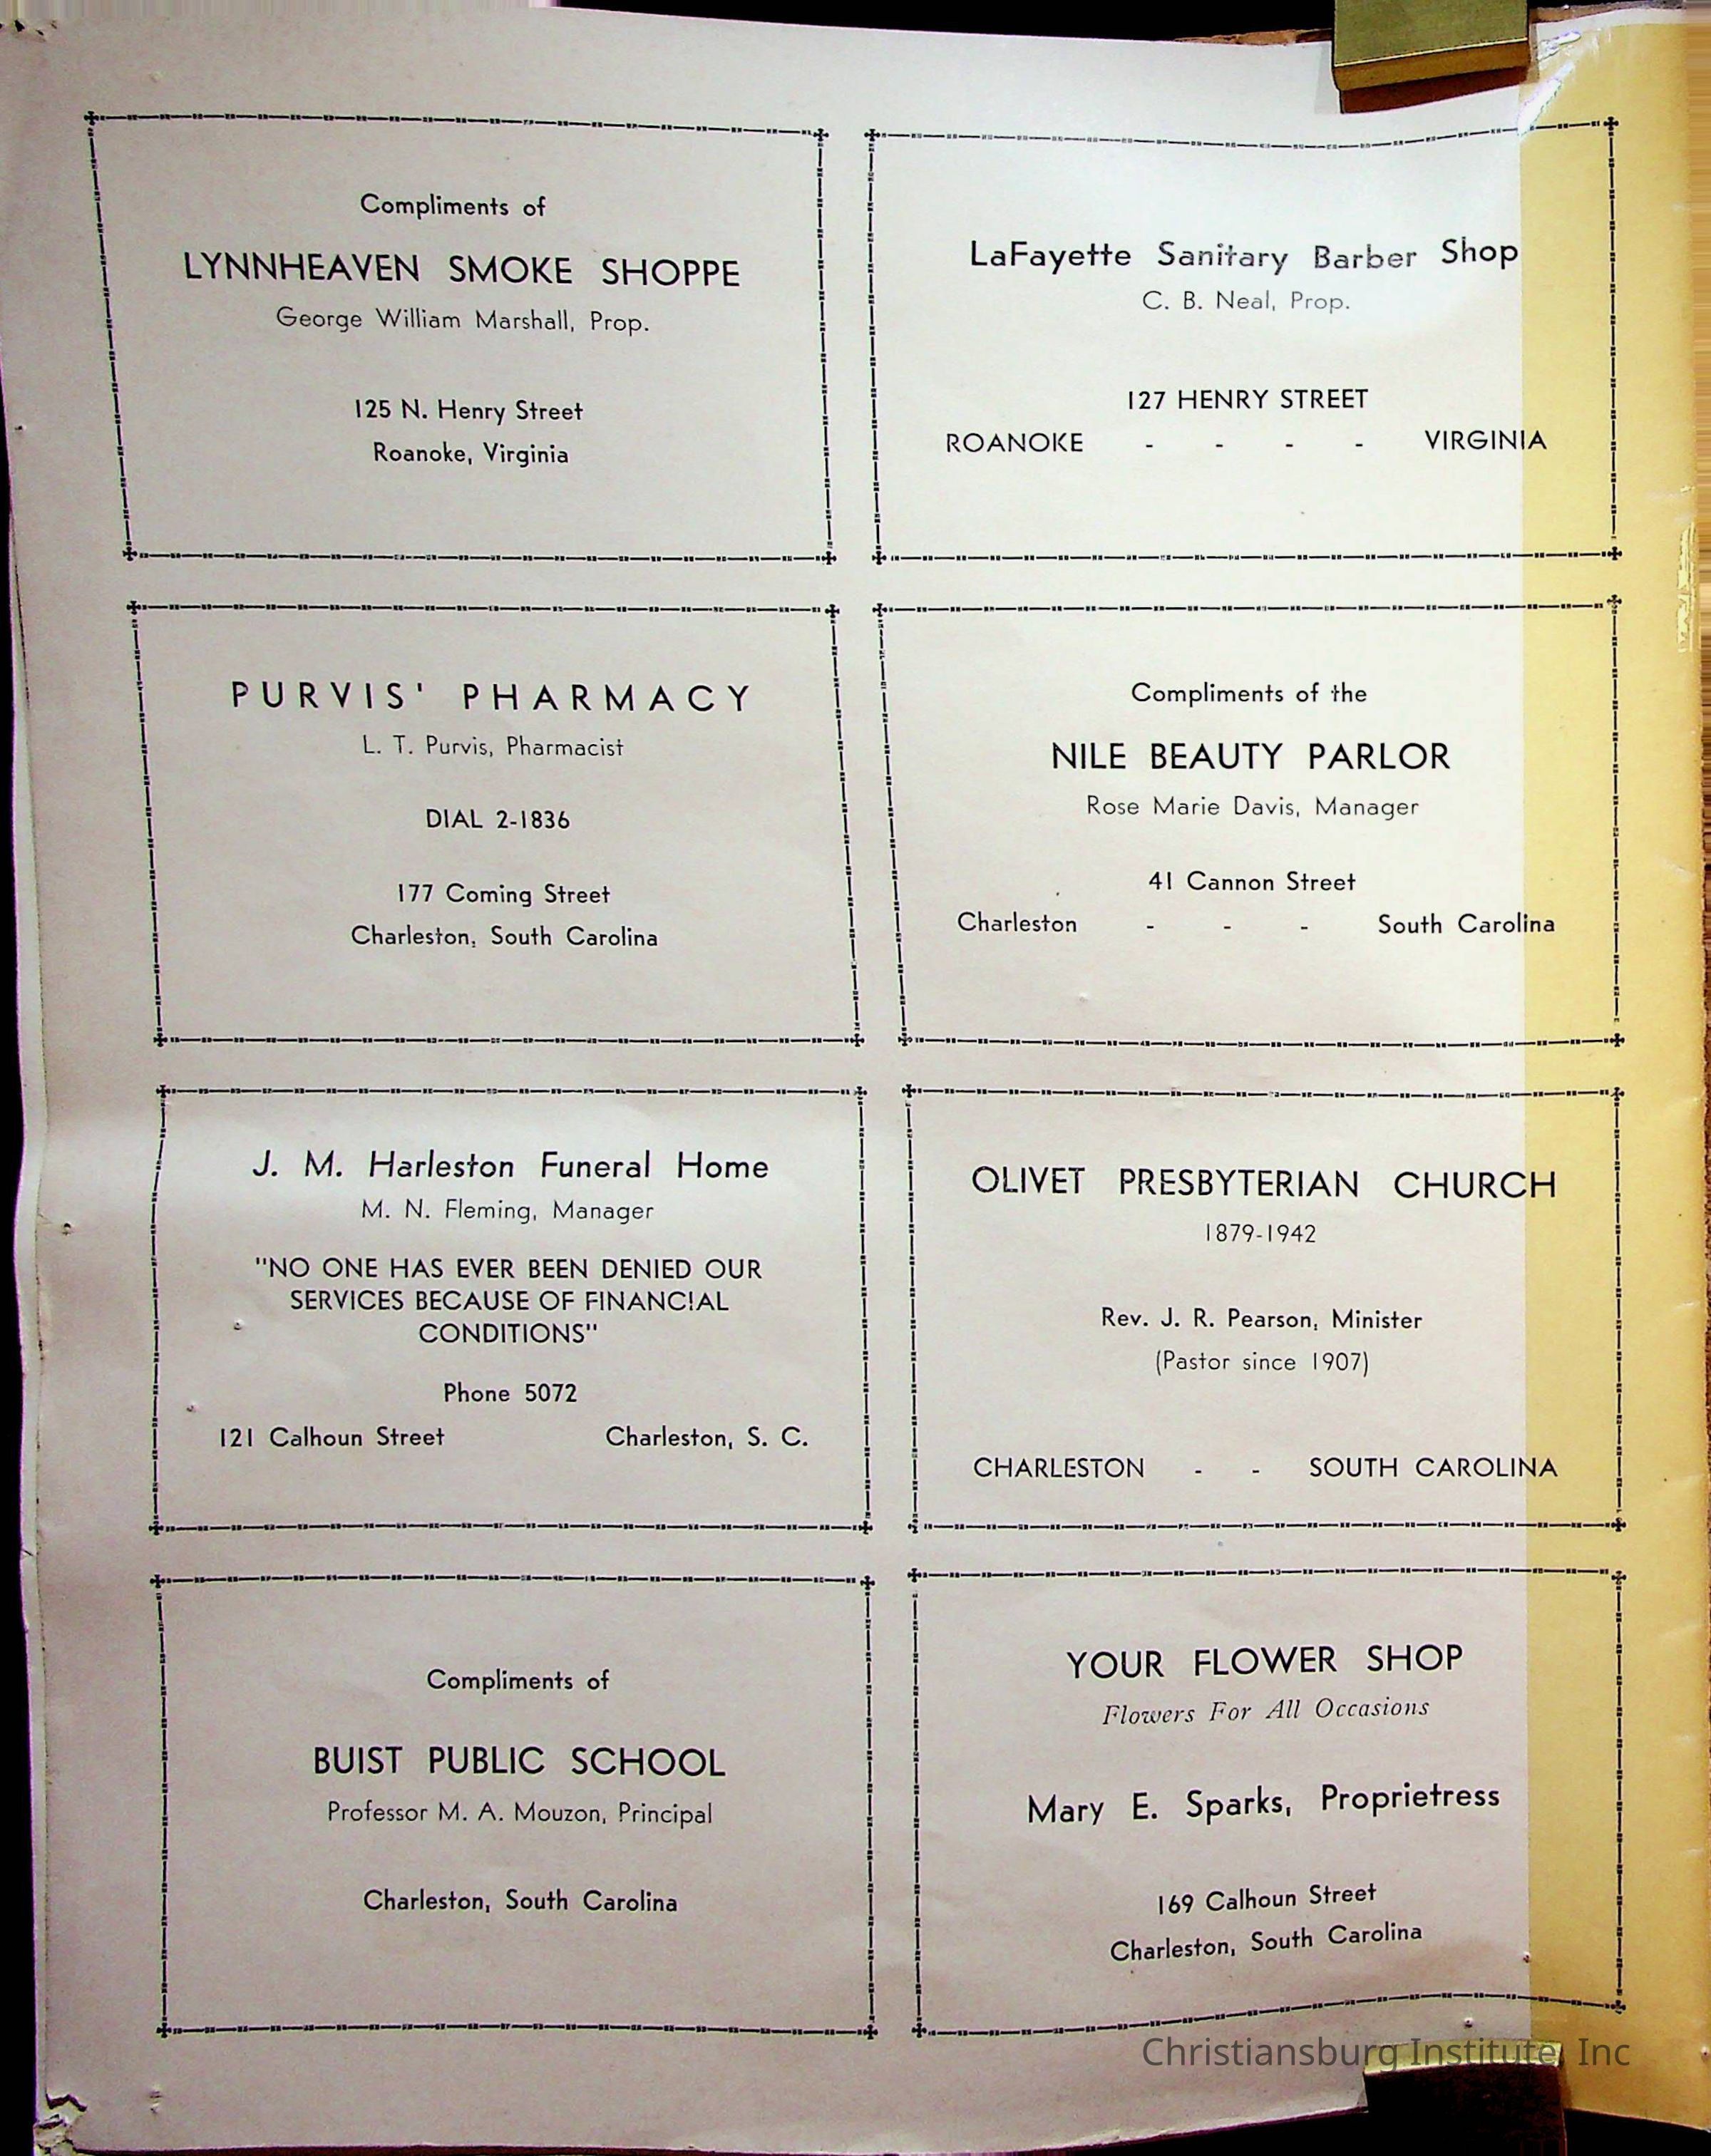 Compliments of
LYNNHEAVEN SMOKE SHOPPE
George William Marshall, Prop.
125 N. Henry Street
Roanoke, Virginia
LaFayette Sanitary Barber Shop
C. B. Neal, Prop.
127 HENRY STREET
ROANOKE - - - - VIRGINIA
PURVIS' PHARMACY
L. T. Purvis, Pharmacist
DIAL 2-1836
177 Coming Street
Charleston, South Carolina
Compliments of the
NILE BEAUTY PARLOR
Rose Marie Davis, Manager
41 Cannon Street
Charleston - - - South Carolina
J. M. Harleston Funeral Home
M. N. Fleming, Manager
"NO ONE HAS EVER BEEN DENIED OUR
SERVICES BECAUSE OF FINANCIAL
CONDITIONS"
Phone 5072
121 Calhoun Street Charleston, S. C.
OLIVET PRESBYTERIAN CHURCH
1879-1942
Rev. J. R. Pearson, Minister
(Pastor since 1907)
CHARLESTON - - SOUTH CAROLINA
Compliments of
BUIST PUBLIC SCHOOL
Professor M. A. Mouzon, Principal
Charleston, South Carolina
YOUR FLOWER SHOP
Flowers For All Occasions
Mary E. Sparks, Proprietress
169 Calhoun Street
Charleston, South Carolina
Christiansburg Institute, Inc